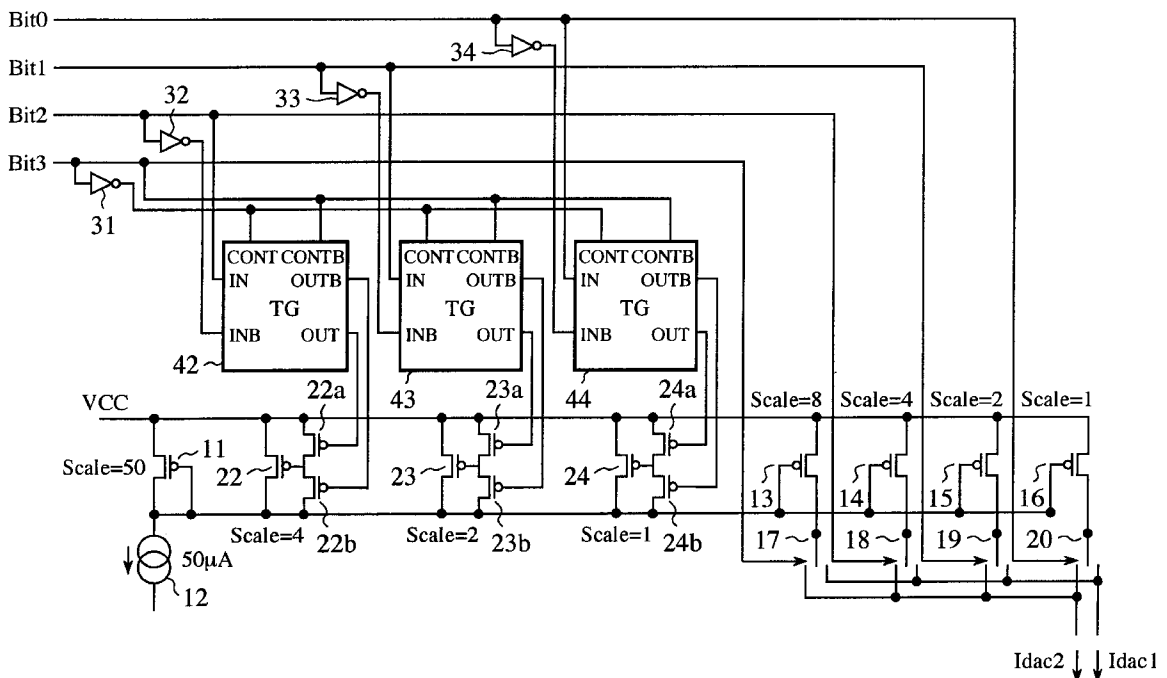 Bit0
34
Bit1
33
32
Bit2
Bit3
31
CONT CONTB
IN OUTB
TG
INB OUT
42
CONT CONTB
IN OUTB
TG
INB OUT
43
CONT CONTB
IN OUTB
TG
INB OUT
44
VCC
22a
23a
24a
Scale=8
Scale=4
Scale=2
Scale=1
Scale=50
11
22
23
24
13
14
15
16
Scale=4
22b
Scale=2
23b
Scale=1
24b
17
18
19
20
50µA
12
Idac2
Idac1